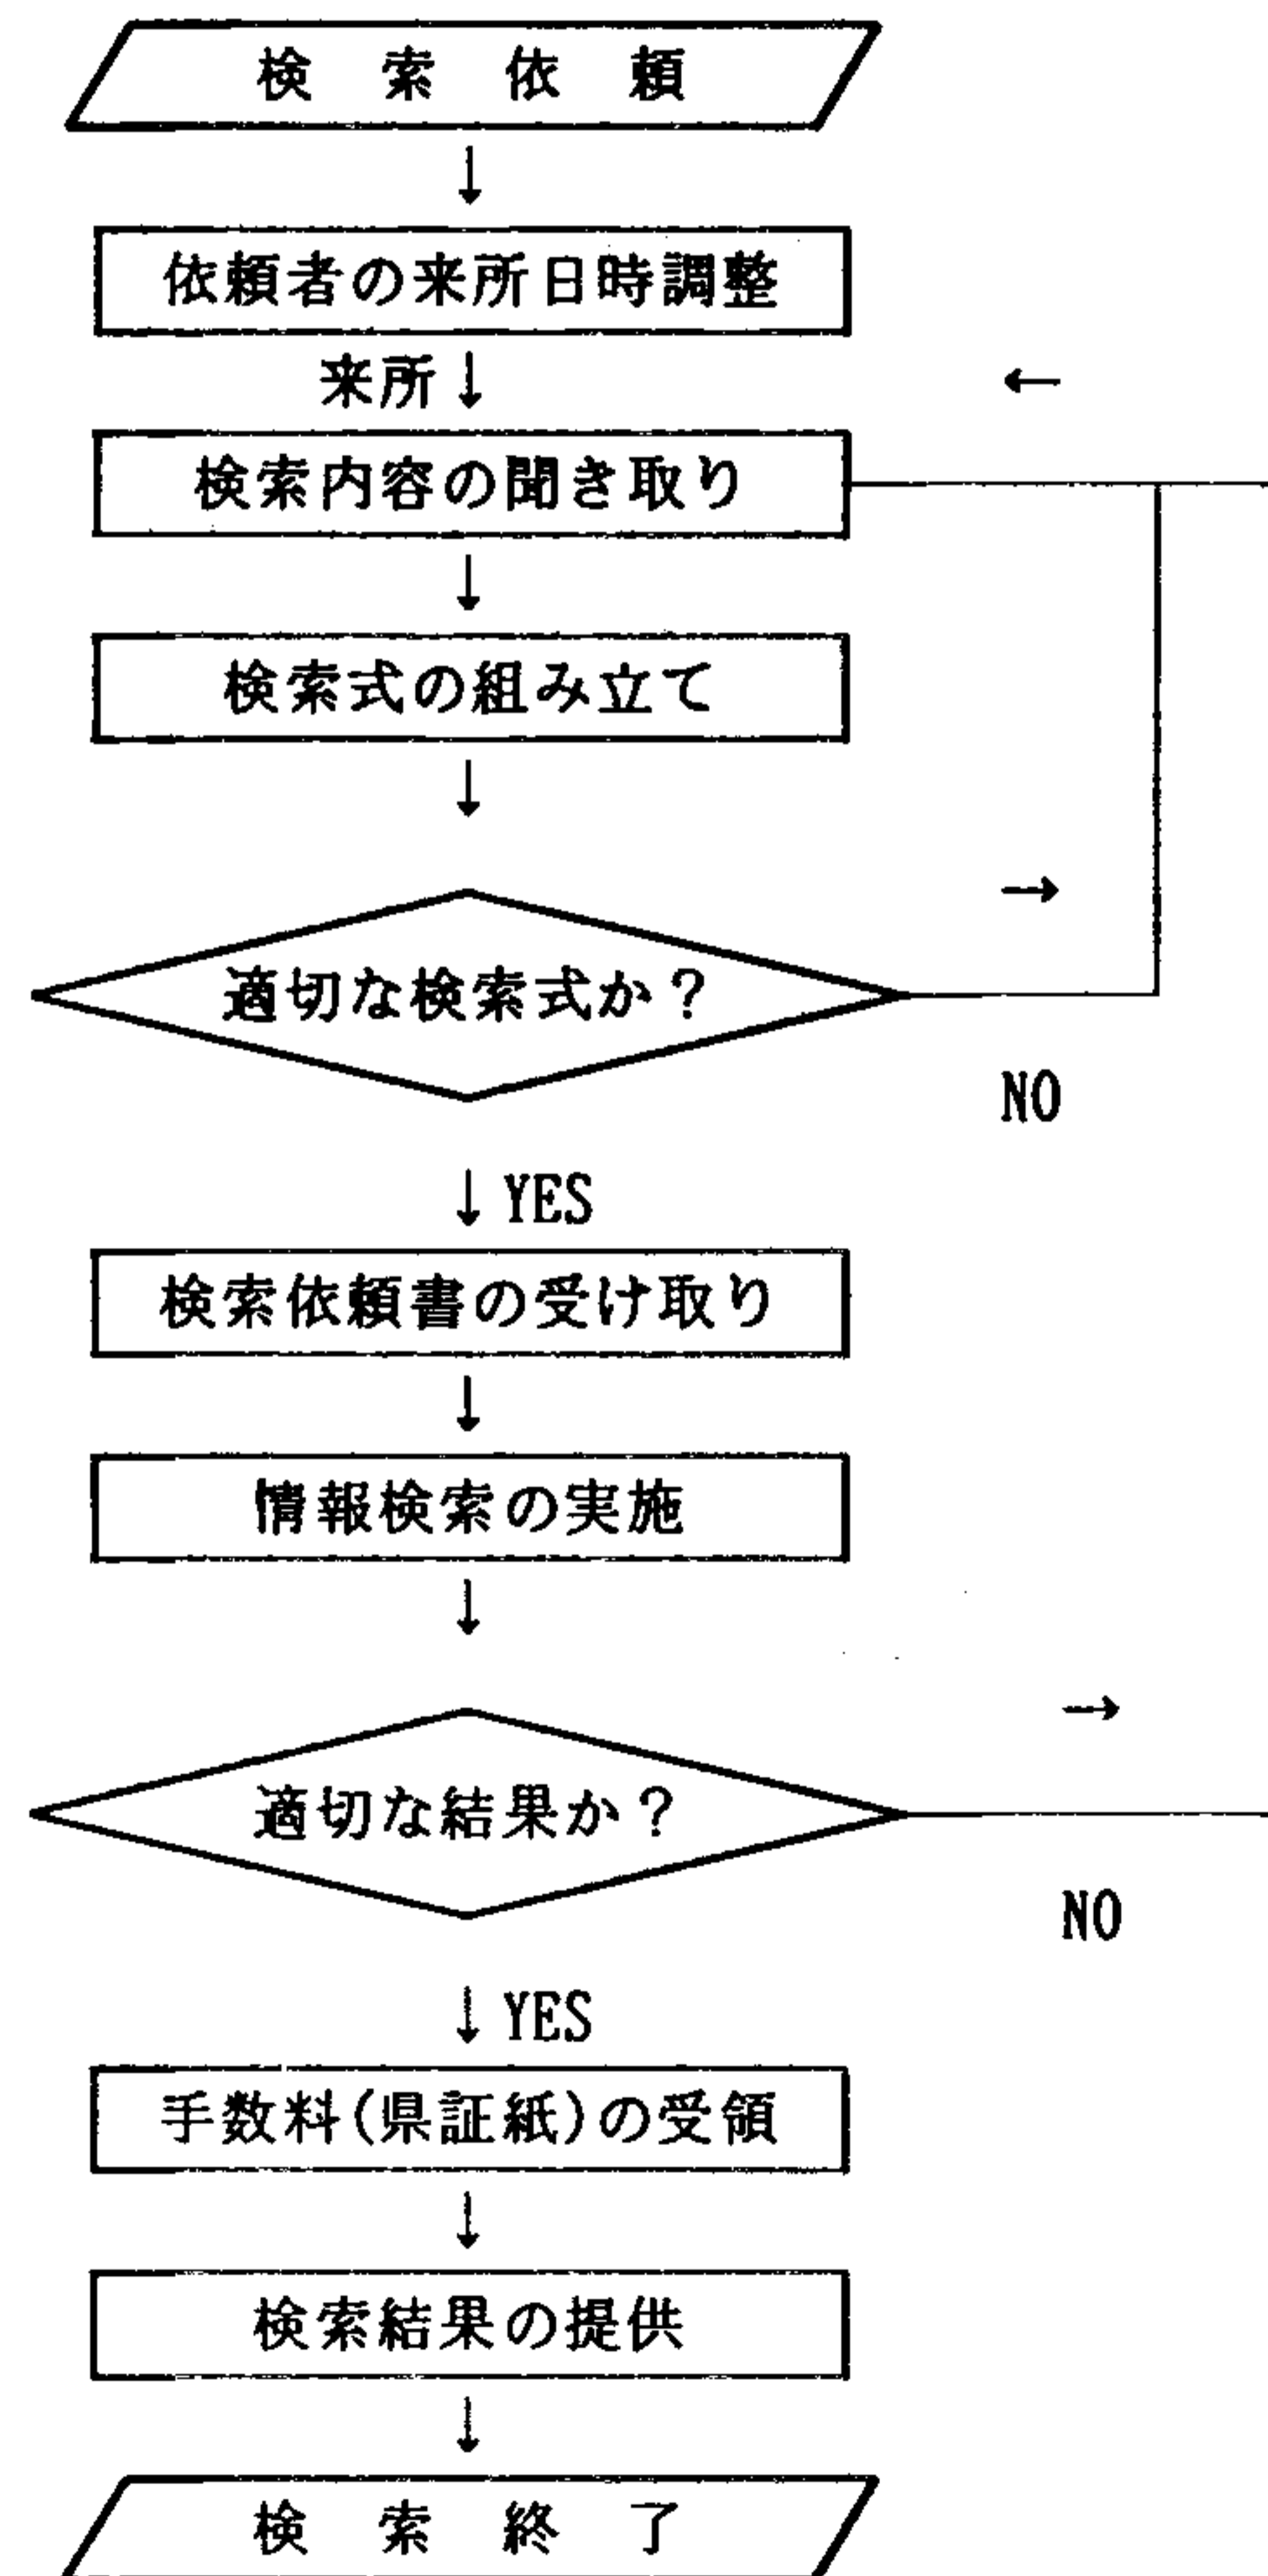 検索依頼
↓
依頼者の来所日時調整
来所↓
←
検索内容の聞き取り
↓
検索式の組み立て
↓
→
適切な検索式か？
NO
↓YES
検索依頼書の受け取り
↓
情報検索の実施
↓
→
適切な結果か？
NO
↓YES
手数料(県証紙)の受領
↓
検索結果の提供
↓
検索終了